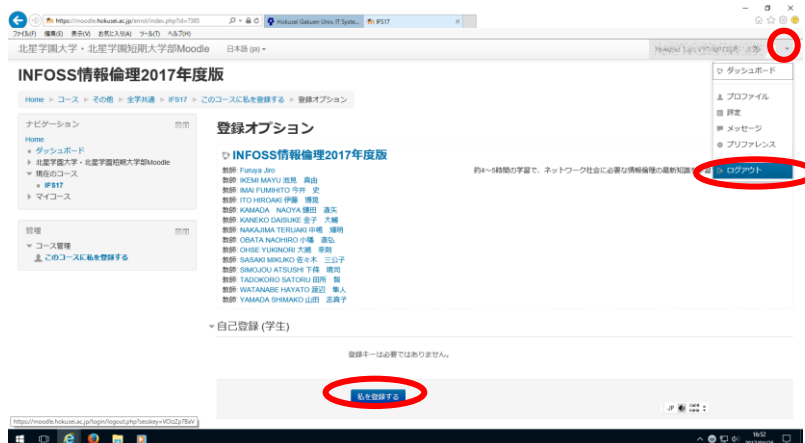 https://moodle.hokusei.ac.jp/enrol/index.php?id=7385
Hokusei Gakuen Univ. IT Syste...
IFS17
ファイル(F) 編集(E) 表示(V) お気に入り(A) ツール(T) ヘルプ(H)
北星学園大学・北星学園短期大学部Moodle 日本語 (ja)
INFOSS情報倫理2017年度版
Home コース その他 全学共通 IFS17 このコースに私を登録する 登録オプション
ダッシュボード
プロファイル
評定
メッセージ
プリファレンス
ログアウト
ナビゲーション
Home
ダッシュボード
北星学園大学・北星学園短期大学部Moodle
現在のコース
IFS17
マイコース
管理
コース管理
このコースに私を登録する
登録オプション
INFOSS情報倫理2017年度版
教師: Furuya Jiro
教師: IKEMI MAYU 池見 真由
教師: IMAI FUMIHITO 今井 史
教師: ITO HIROAKI 伊藤 博晃
教師: KAMADA NAOYA 鎌田 直矢
教師: KANEKO DAISUKE 金子 大輔
教師: NAKAJIMA TERUAKI 中嶋 輝明
教師: OBATA NAOHIRO 小幡 直弘
教師: OHSE YUKINORI 大瀬 幸則
教師: SASAKI MIKUKO 佐々木 三公子
教師: SIMOJOU ATSUSHI 下條 暁司
教師: TADOKORO SATORU 田所 智
教師: WATANABE HAYATO 渡辺 隼人
教師: YAMADA SHIMAKO 山田 志真子
約4～5時間の学習で、ネットワーク社会に必要な情報倫理の最新知識
自己登録 (学生)
登録キーは必要ではありません。
私を登録する
JP
https://moodle.hokusei.ac.jp/login/logout.php?sesskey=
16:52